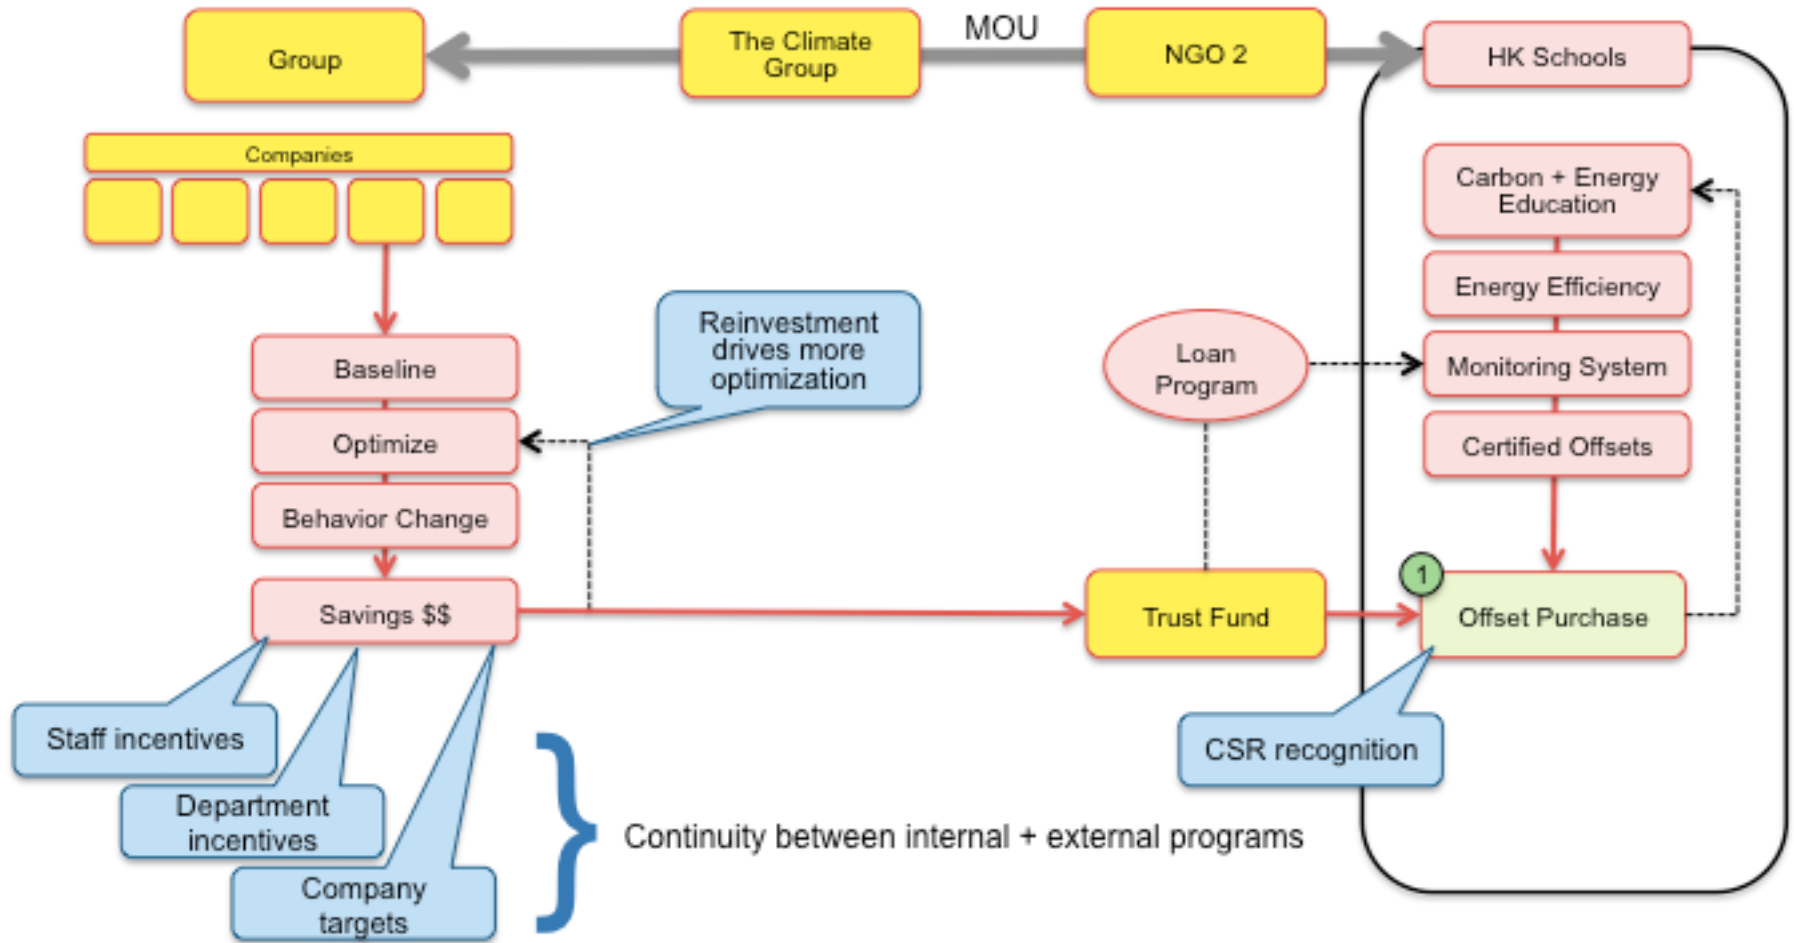 MOU
Group
The Climate
Group
NGO 2
HK Schools
Companies
Carbon + Energy
Education
Energy Efficiency
Reinvestment
drives more
optimization
Loan
Program
Baseline
Monitoring System
Optimize
Certified Offsets
Behavior Change
1
Savings $$
Trust Fund
Offset Purchase
Staff incentives
CSR recognition
Department
incentives
Continuity between internal + external programs
Company
targets